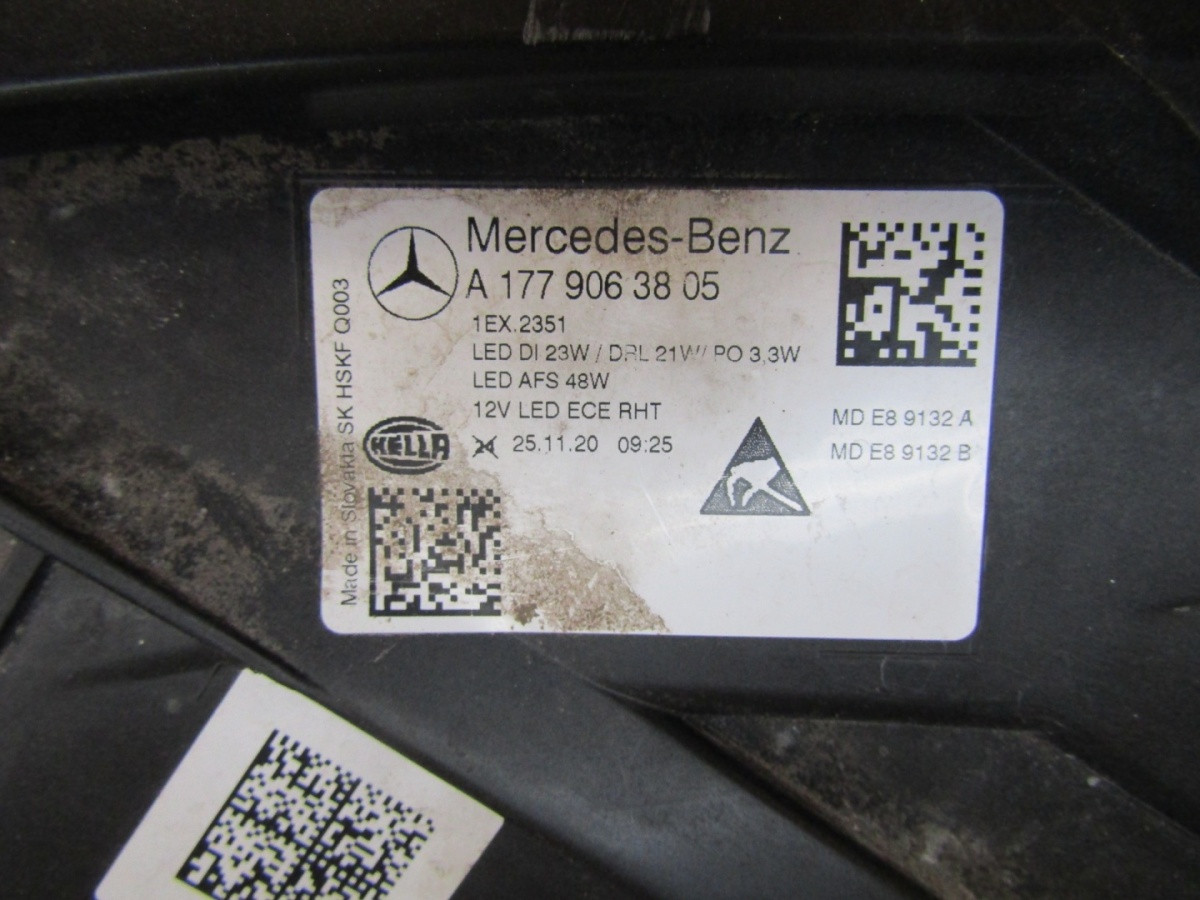 Mercedes-Benz
A 177 906 38 05
1EX.2351
LED DI 23W / DRL 21W/ PO 3,3W
LED AFS 48W
12V LED ECE RHT
HELLA
25.11.20 09:25
MD E8 9132 A
MD E8 9132 B
Made in Slovakia SK HSKF Q003